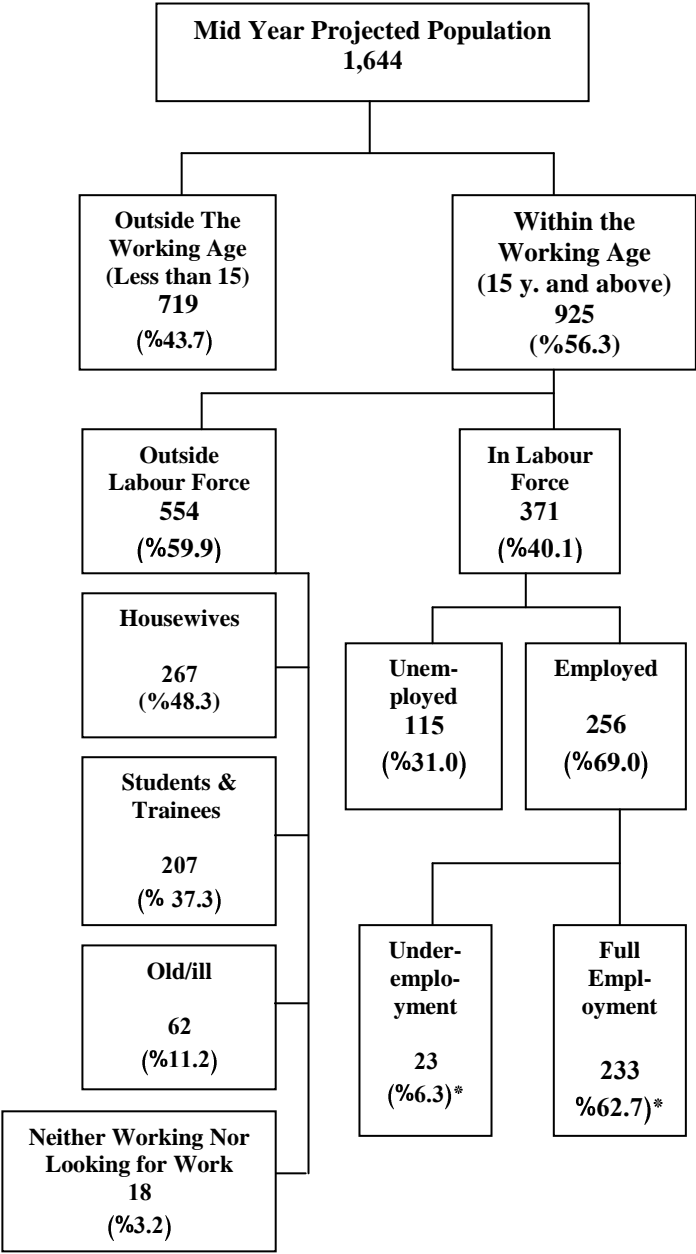 Mid Year Projected Population
1,644
Outside The
Working Age
(Less than 15)
719
(%43.7)
Within the
Working Age
(15 y. and above)
925
(%56.3)
Outside
Labour Force
554
(%59.9)
In Labour
Force
371
(%40.1)
Housewives
267
(%48.3)
Students &
Trainees
207
(% 37.3)
Old/ill
62
(%11.2)
Neither Working Nor
Looking for Work
18
(%3.2)
Unem-
ployed
115
(%31.0)
Employed
256
(%69.0)
Under-
emplo-
yment
23
(%6.3)*
Full
Empl-
oyment
233
%62.7)*